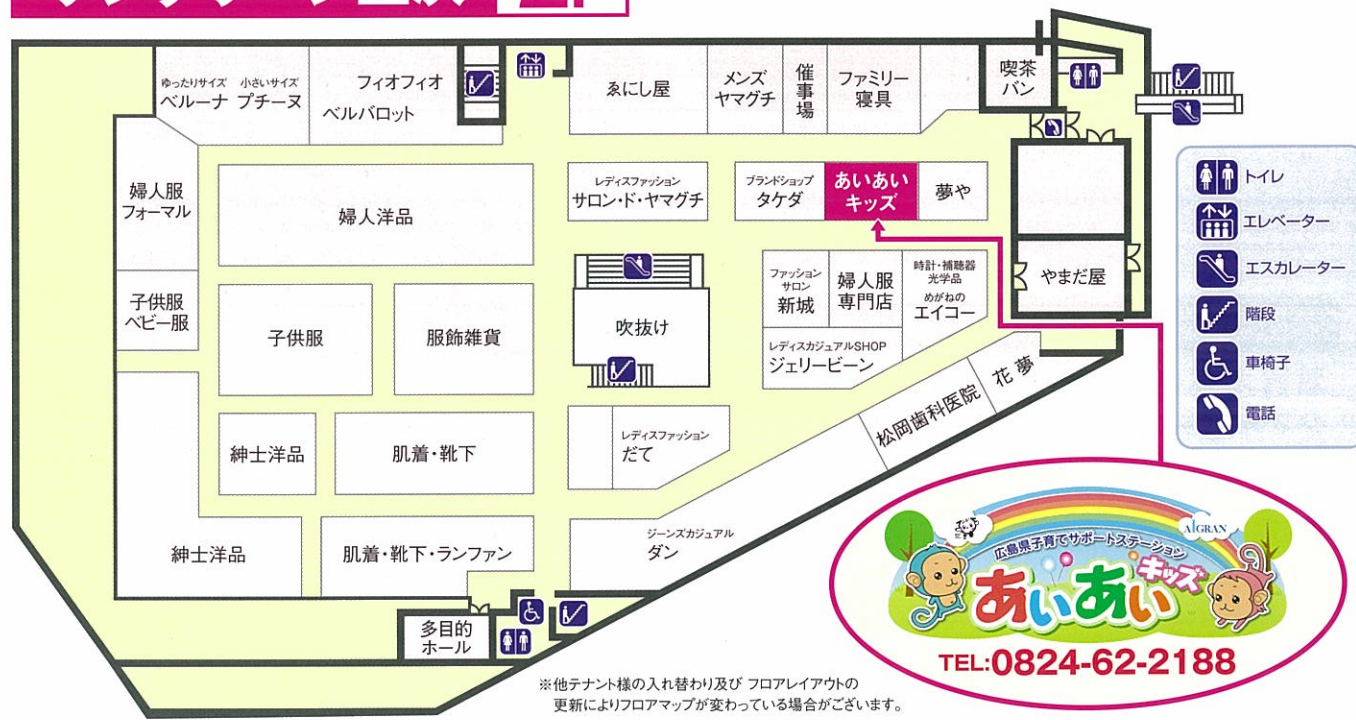 2F
ゆったりサイズ
ベルーナ
小さいサイズ
プチーヌ
フィオフィオ
ベルバロット
ゑにし屋
メンズ
ヤマグチ
催事場
ファミリー
寝具
喫茶
バン
婦人服
フォーマル
婦人洋品
レディスファッション
サロン・ド・ヤマグチ
ブランドショップ
タケダ
あいあい
キッズ
夢や
トイレ
エレベーター
エスカレーター
階段
車椅子
電話
子供服
ベビー服
子供服
服飾雑貨
吹抜け
ファッション
サロン
新城
婦人服
専門店
時計・補聴器
光学品
めがねの
エイコー
やまだ屋
レディスカジュアルSHOP
ジェリービーン
花夢
松岡歯科医院
紳士洋品
肌着・靴下
レディスファッション
だて
紳士洋品
肌着・靴下・ランファン
ジーンズカジュアル
ダン
多目的
ホール
AIGRAN
広島県子育てサポートステーション
あいあいキッズ
TEL:0824-62-2188
※他テナント様の入れ替わり及び フロアレイアウトの
更新によりフロアマップが変わっている場合がございます。